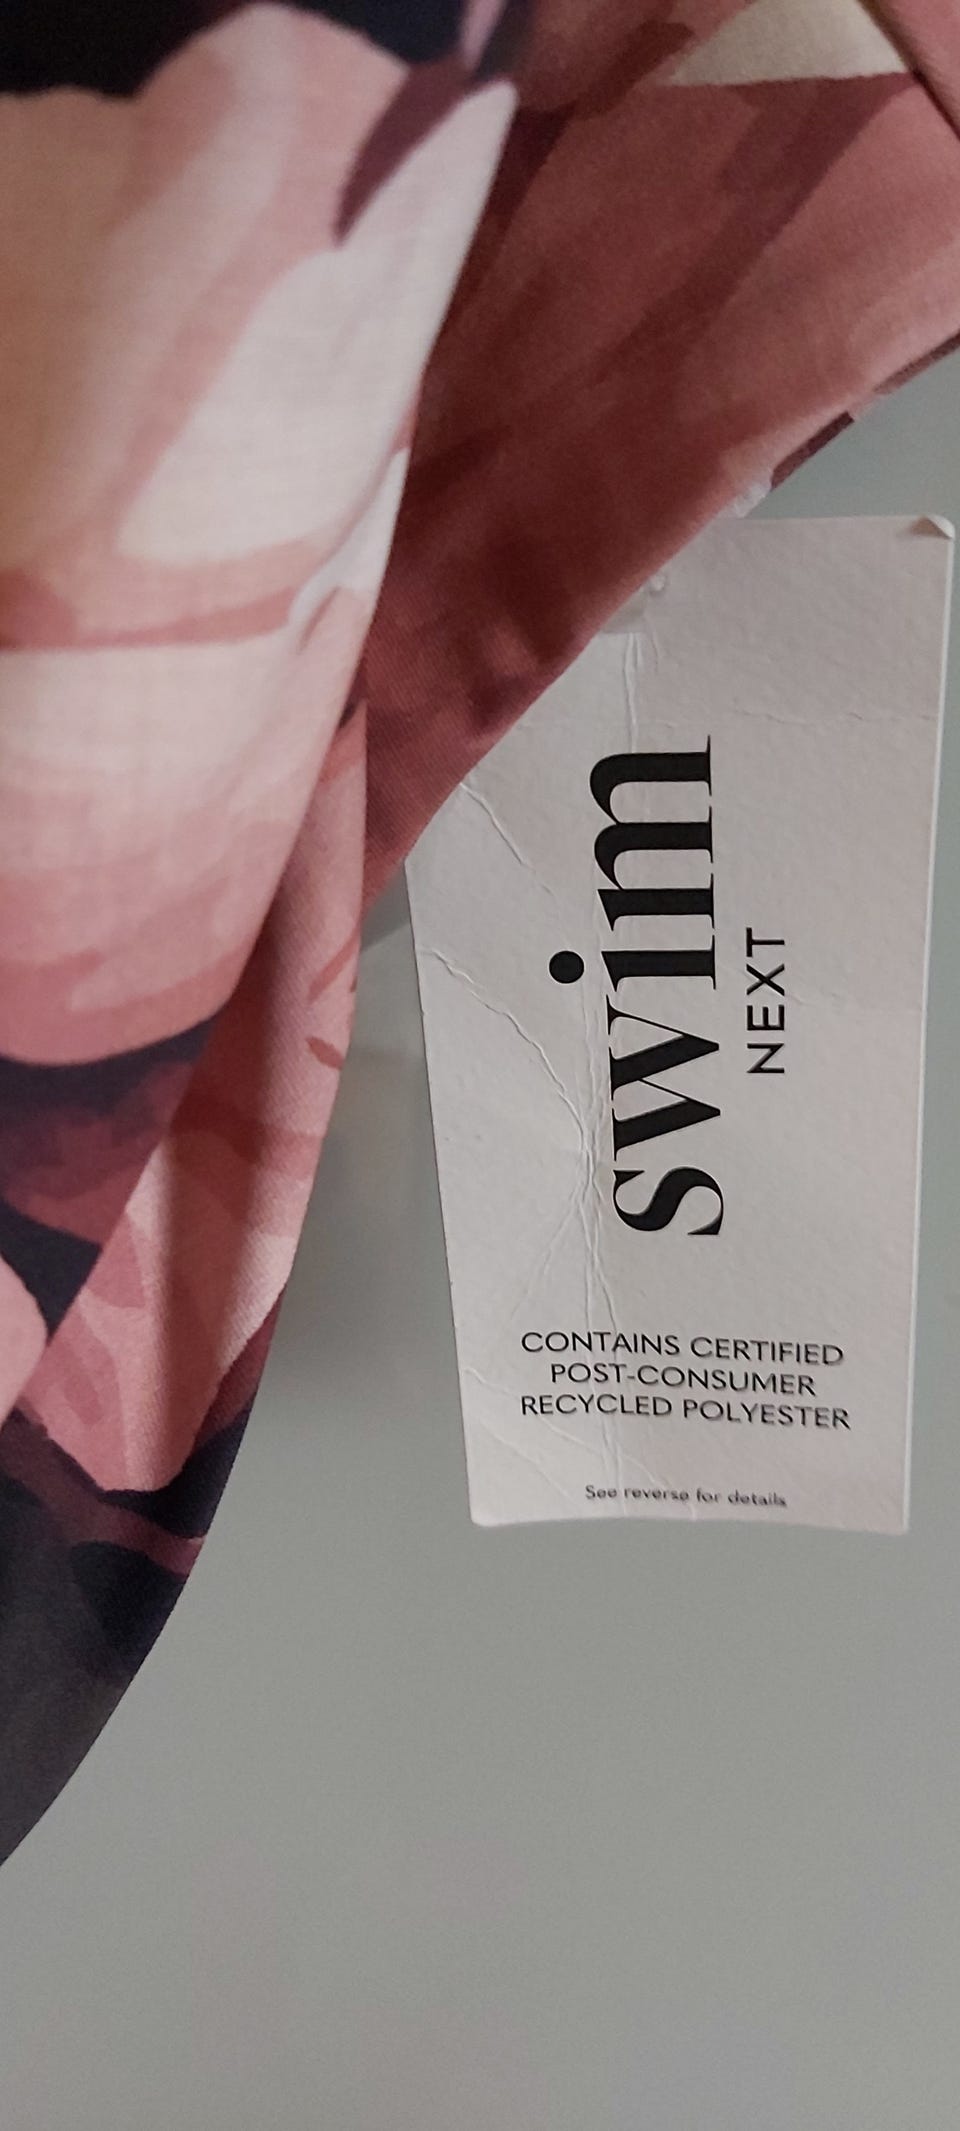 swim
NEXT
CONTAINS CERTIFIED
POST-CONSUMER
RECYCLED POLYESTER
See reverse for details